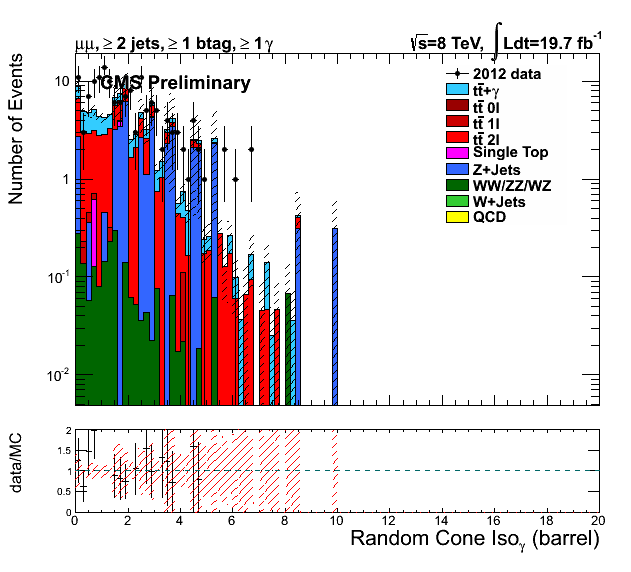 μμ, ≥ 2 jets, ≥ 1 btag, ≥ 1 γ
√s=8 TeV, ∫Ldt=19.7 fb⁻¹
CMS Preliminary
2012 data
tt̄+γ
tt̄ 0l
tt̄ 1l
tt̄ 2l
Single Top
Z+Jets
WW/ZZ/WZ
W+Jets
QCD
Number of Events
10
1
10⁻¹
10⁻²
data/MC
2
1.5
1
0.5
0
0 2 4 6 8 10 12 14 16 18 20
Random Cone Isoᵧ (barrel)